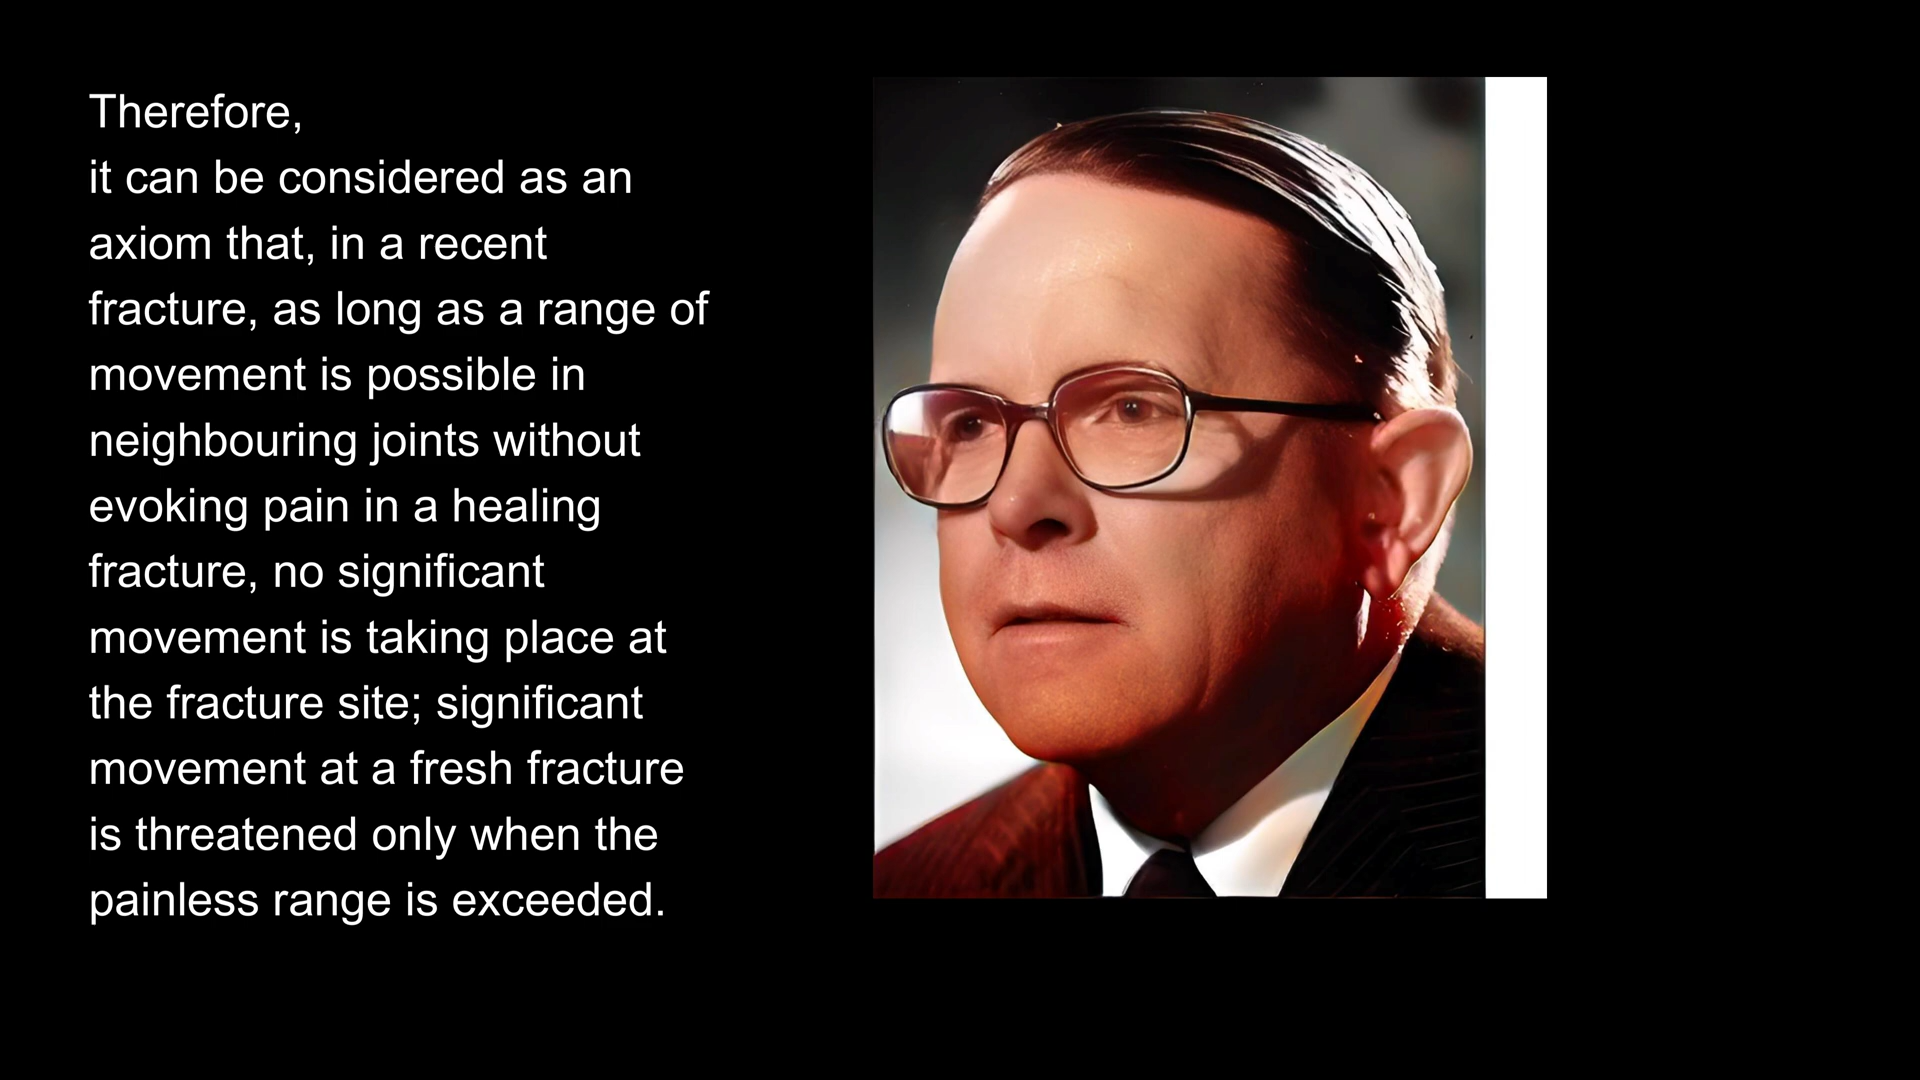 Therefore,
it can be considered as an
axiom that, in a recent
fracture, as long as a range of
movement is possible in
neighbouring joints without
evoking pain in a healing
fracture, no significant
movement is taking place at
the fracture site; significant
movement at a fresh fracture
is threatened only when the
painless range is exceeded.